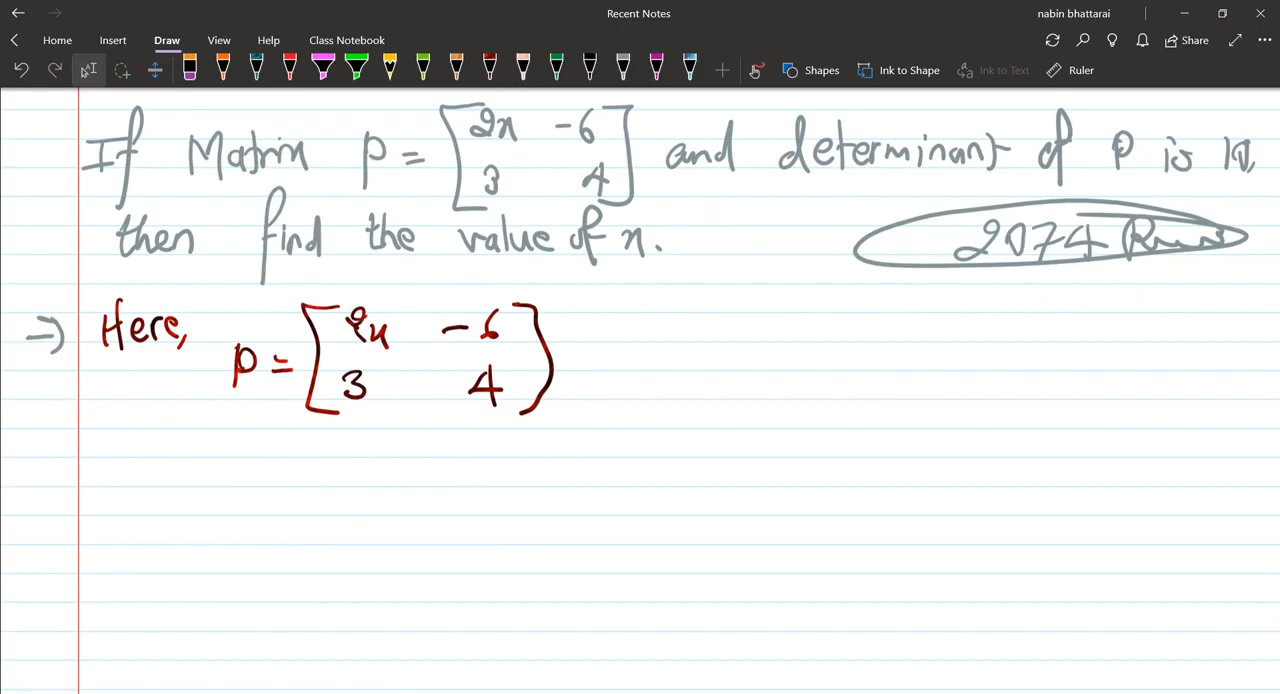 Recent Notes
nabin bhattarai
Home Insert Draw View Help Class Notebook
Share
Shapes Ink to Shape Ink to Text Ruler
If Matrix P = [2x -6
3 4] and determinant of P is 10,
then find the value of x.
2074
=> Here,
P = [2x -6
3 4]